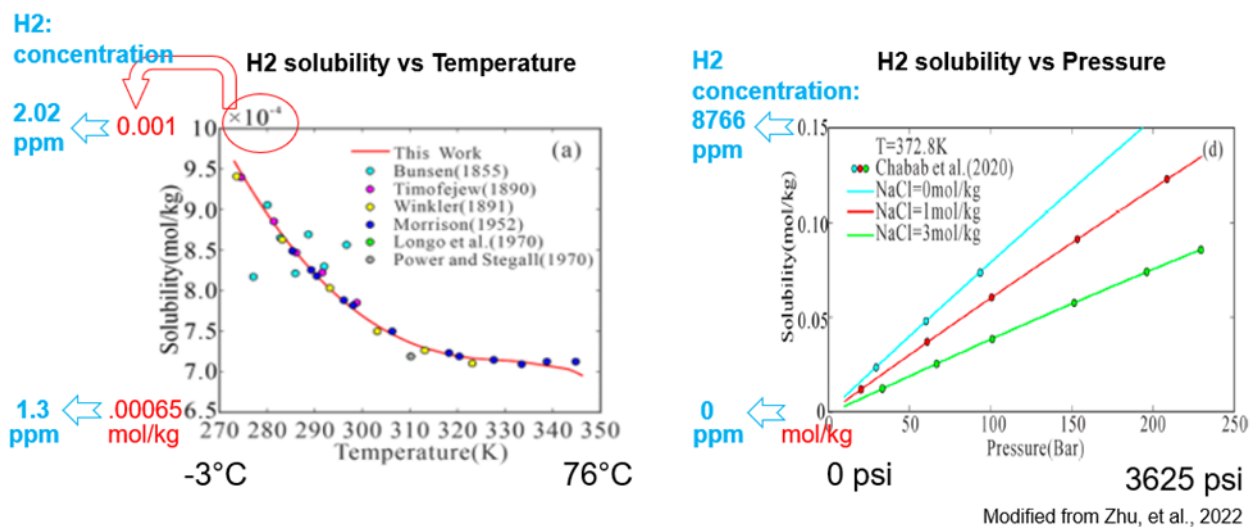 H2:
concentration
H2 solubility vs Temperature
2.02
ppm
0.001
×10⁻⁴
10
9.5
9.0
8.5
8.0
7.5
7.0
6.5
Solubility(mol/kg)
(a)
This Work
Bunsen(1855)
Timofejew(1890)
Winkler(1891)
Morrison(1952)
Longo et al.(1970)
Power and Stegall(1970)
1.3
ppm
.00065
mol/kg
270 280 290 300 310 320 330 340 350
Temperature(K)
-3°C
76°C
H2
concentration:
H2 solubility vs Pressure
8766
ppm
0.15
0.10
0.05
0
Solubility(mol/kg)
T=372.8K
(d)
Chabab et al.(2020)
NaCl=0mol/kg
NaCl=1mol/kg
NaCl=3mol/kg
0
ppm
mol/kg
50 100 150 200 250
Pressure(Bar)
0 psi
3625 psi
Modified from Zhu, et al., 2022